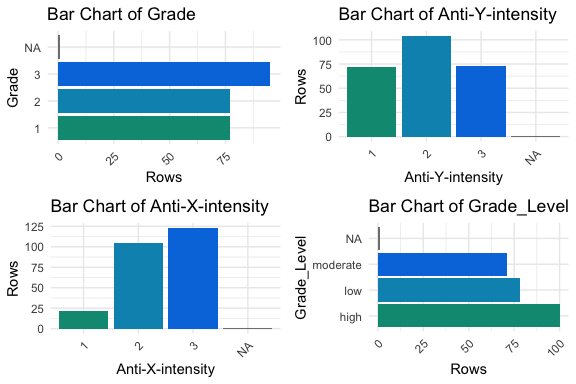 Bar Chart of Grade
Grade
NA
3
2
1
0
25
50
75
Rows
Bar Chart of Anti-Y-intensity
Rows
100
75
50
25
0
1
2
3
NA
Anti-Y-intensity
Bar Chart of Anti-X-intensity
Rows
125
100
75
50
25
0
1
2
3
NA
Anti-X-intensity
Bar Chart of Grade_Level
Grade_Level
NA
moderate
low
high
0
25
50
75
100
Rows